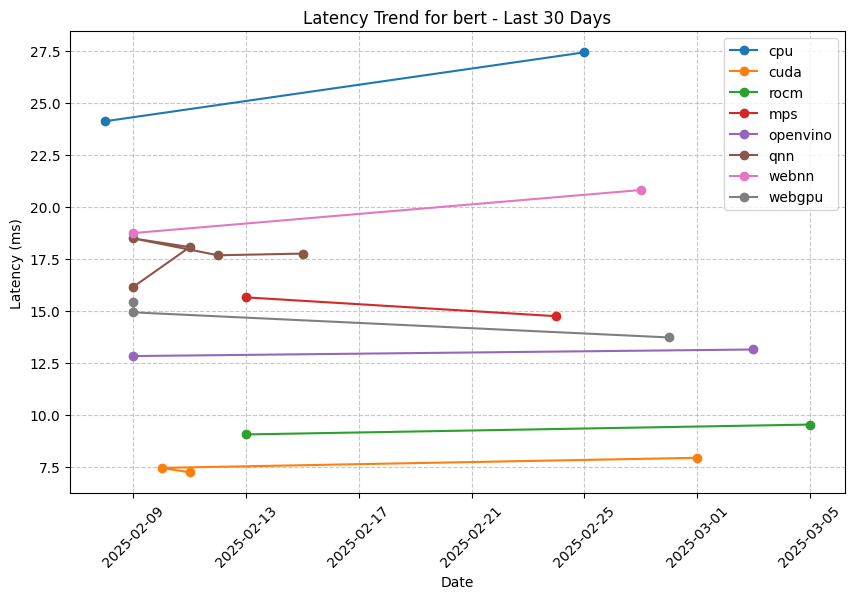 Latency Trend for bert - Last 30 Days
Latency (ms)
27.5
25.0
22.5
20.0
17.5
15.0
12.5
10.0
7.5
cpu
cuda
rocm
mps
openvino
qnn
webnn
webgpu
2025-02-09
2025-02-13
2025-02-17
2025-02-21
2025-02-25
2025-03-01
2025-03-05
Date